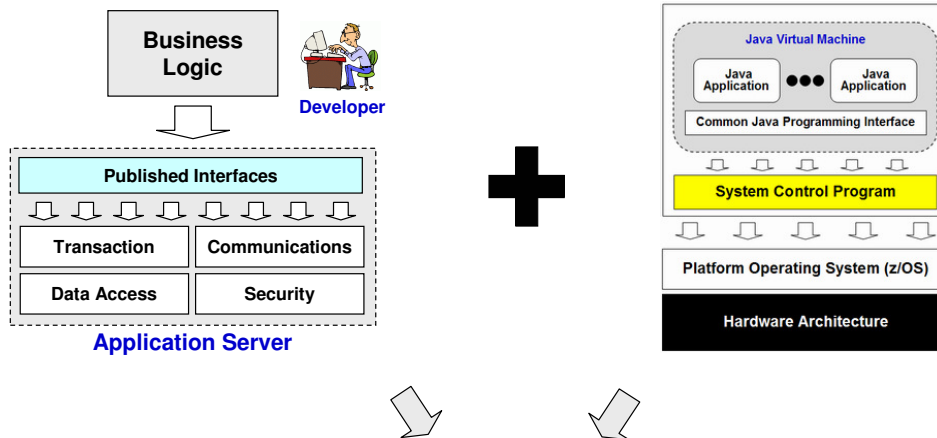 Business
Logic
Developer
Published Interfaces
Transaction
Communications
Data Access
Security
Application Server
Java Virtual Machine
Java
Application
Java
Application
Common Java Programming Interface
System Control Program
Platform Operating System (z/OS)
Hardware Architecture